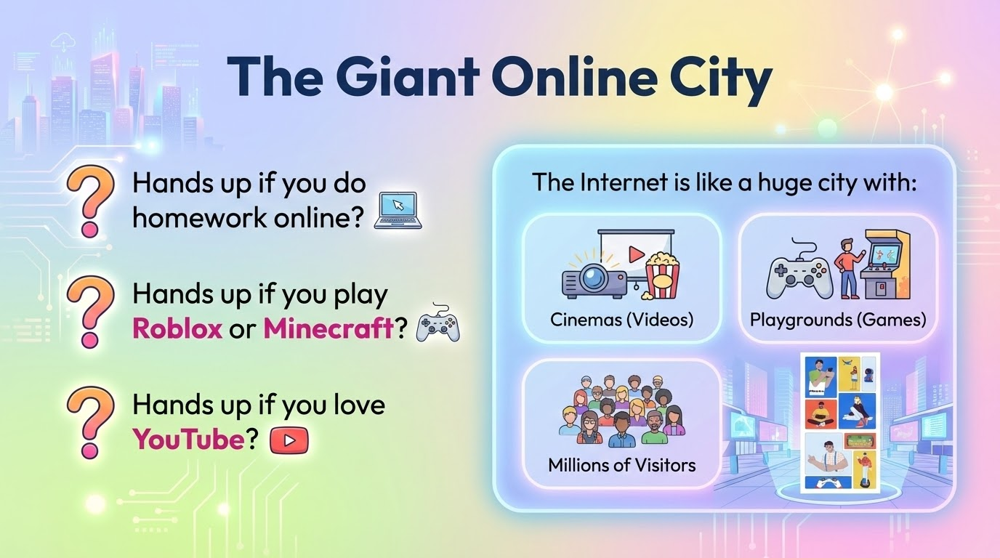 The Giant Online City
Hands up if you do
homework online?
Hands up if you play
Roblox or Minecraft?
Hands up if you love
YouTube?
The Internet is like a huge city with:
Cinemas (Videos)
Playgrounds (Games)
Millions of Visitors